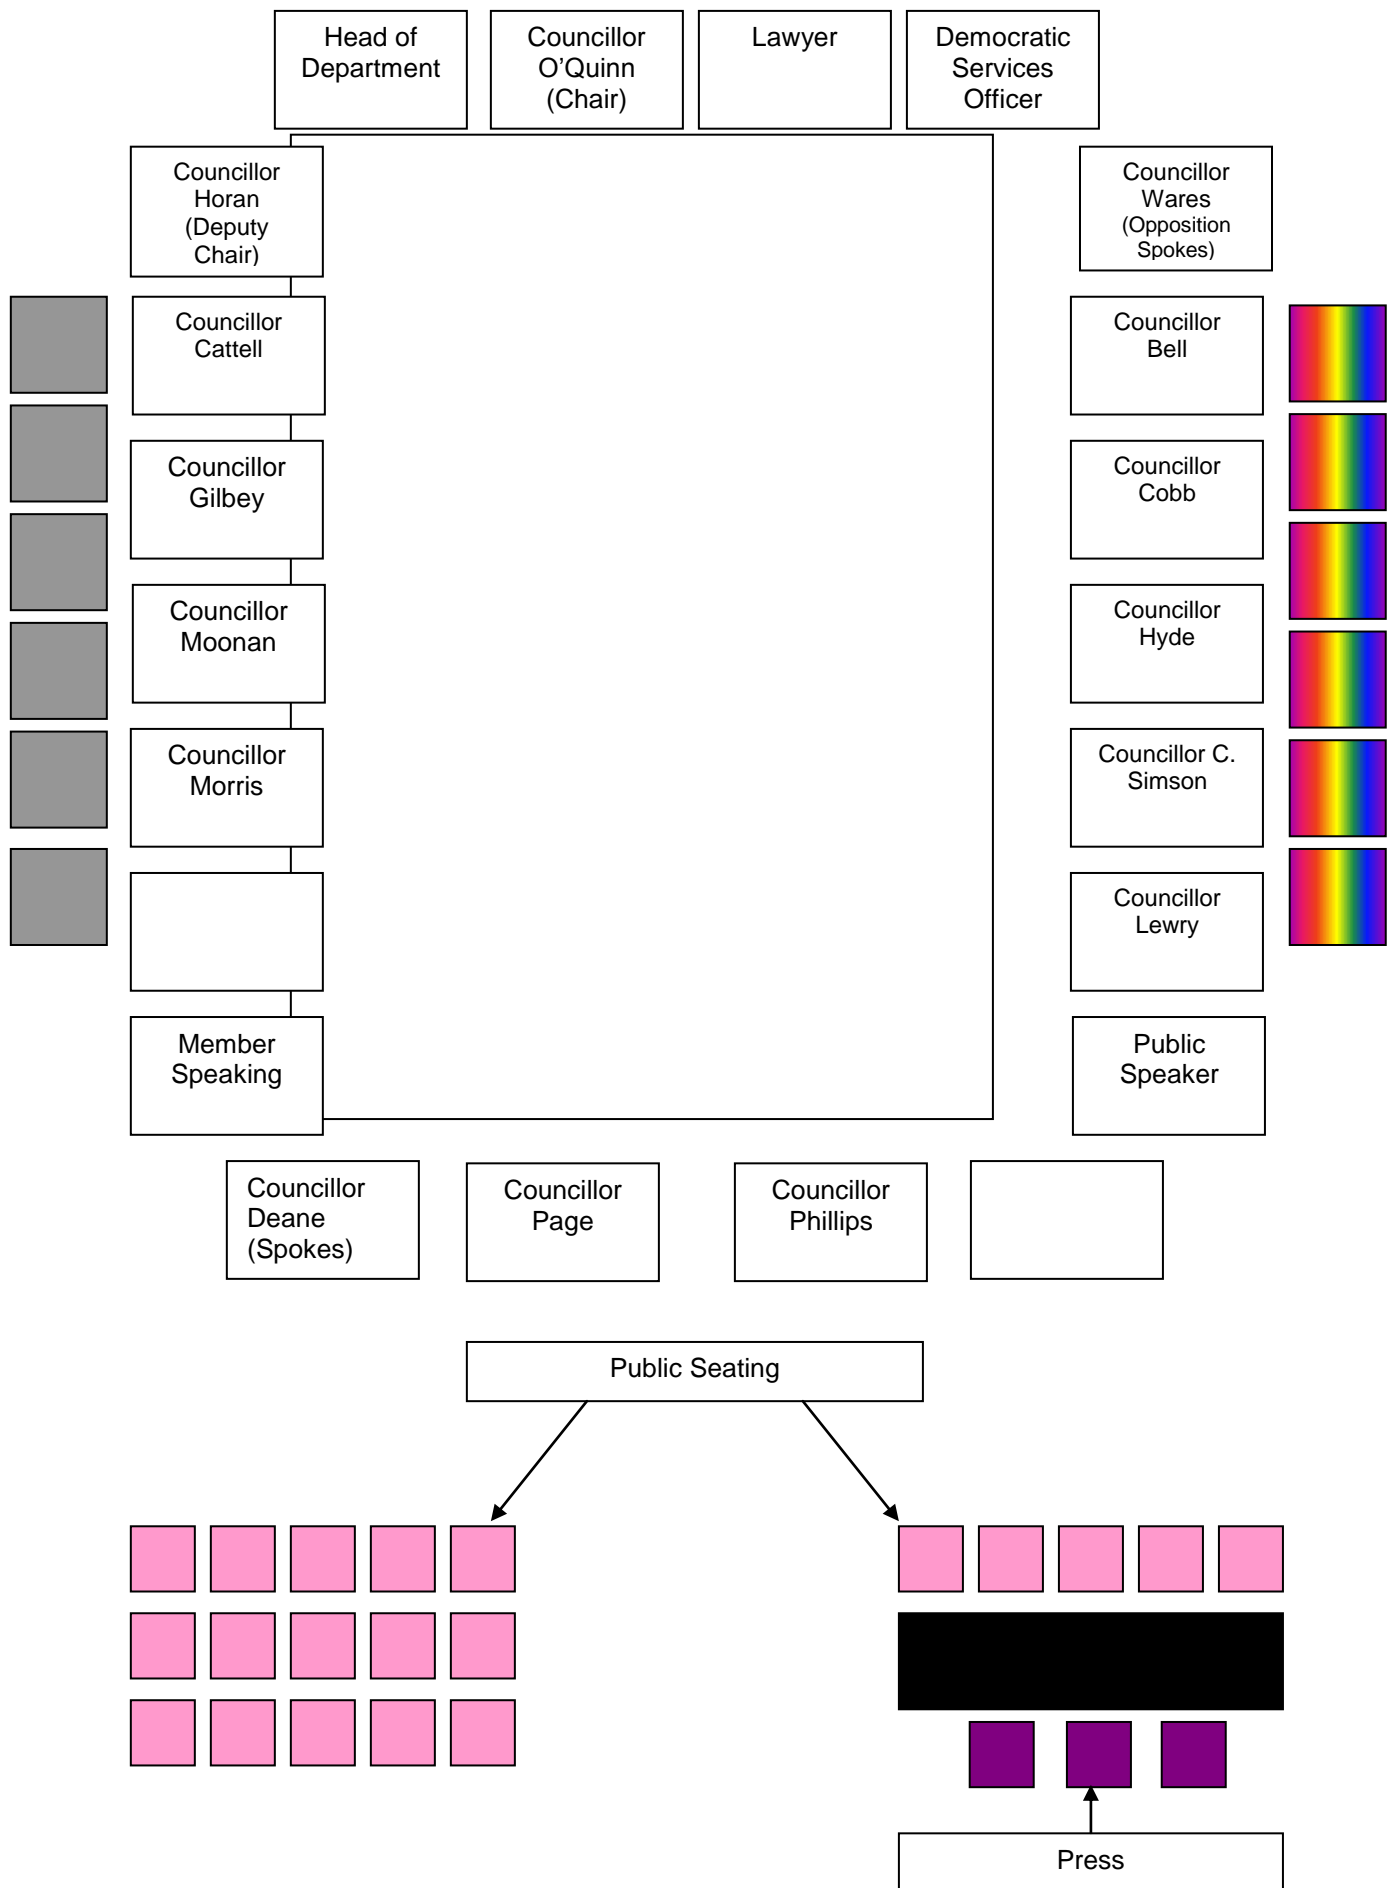 Head of
Department
Councillor
O’Quinn
(Chair)
Lawyer
Democratic
Services
Officer
Councillor
Horan
(Deputy
Chair)
Councillor
Wares
(Opposition
Spokes)
Councillor
Cattell
Councillor
Bell
Councillor
Gilbey
Councillor
Cobb
Councillor
Moonan
Councillor
Hyde
Councillor
Morris
Councillor C.
Simson
Councillor
Lewry
Member
Speaking
Public
Speaker
Councillor
Deane
(Spokes)
Councillor
Page
Councillor
Phillips
Public Seating
Press